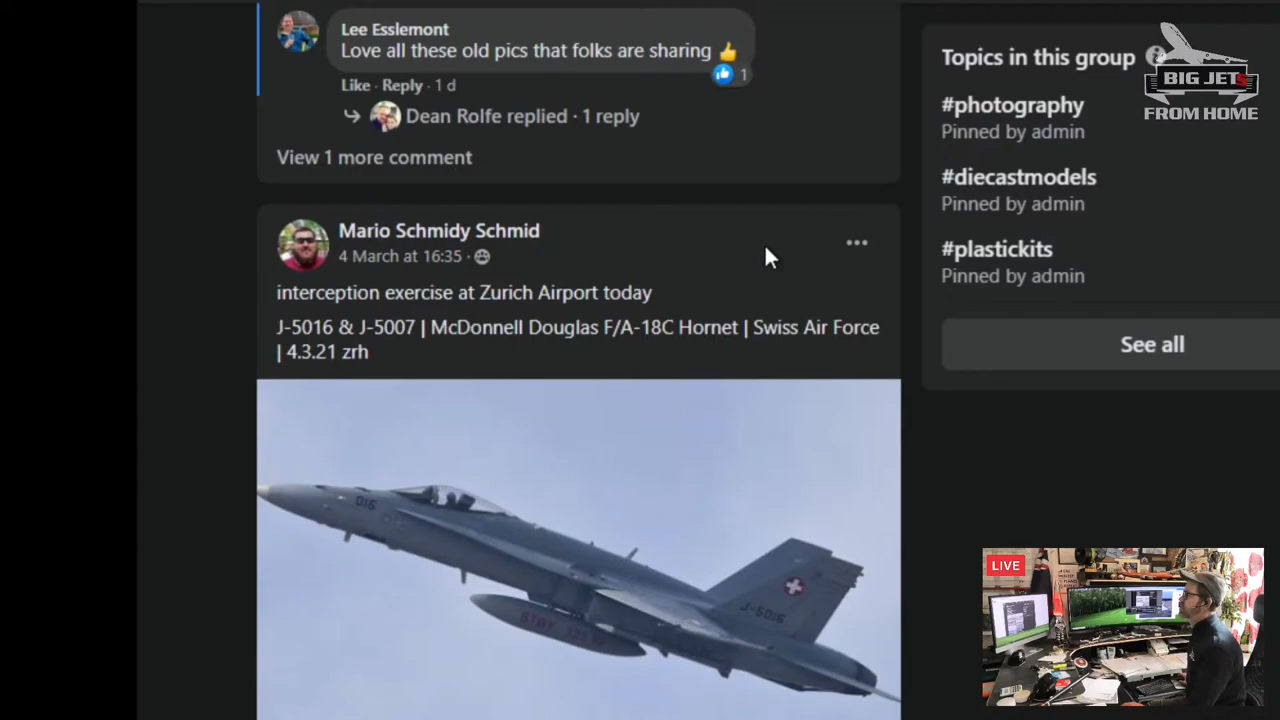 Lee Esslemont
Love all these old pics that folks are sharing 👍
1
Like · Reply · 1 d
Dean Rolfe replied · 1 reply
View 1 more comment
Mario Schmidy Schmid
4 March at 16:35 ·
interception exercise at Zurich Airport today
J-5016 & J-5007 | McDonnell Douglas F/A-18C Hornet | Swiss Air Force
| 4.3.21 zrh
Topics in this group
#photography
Pinned by admin
#diecastmodels
Pinned by admin
#plastickits
Pinned by admin
See all
BIG JETs
FROM HOME
LIVE